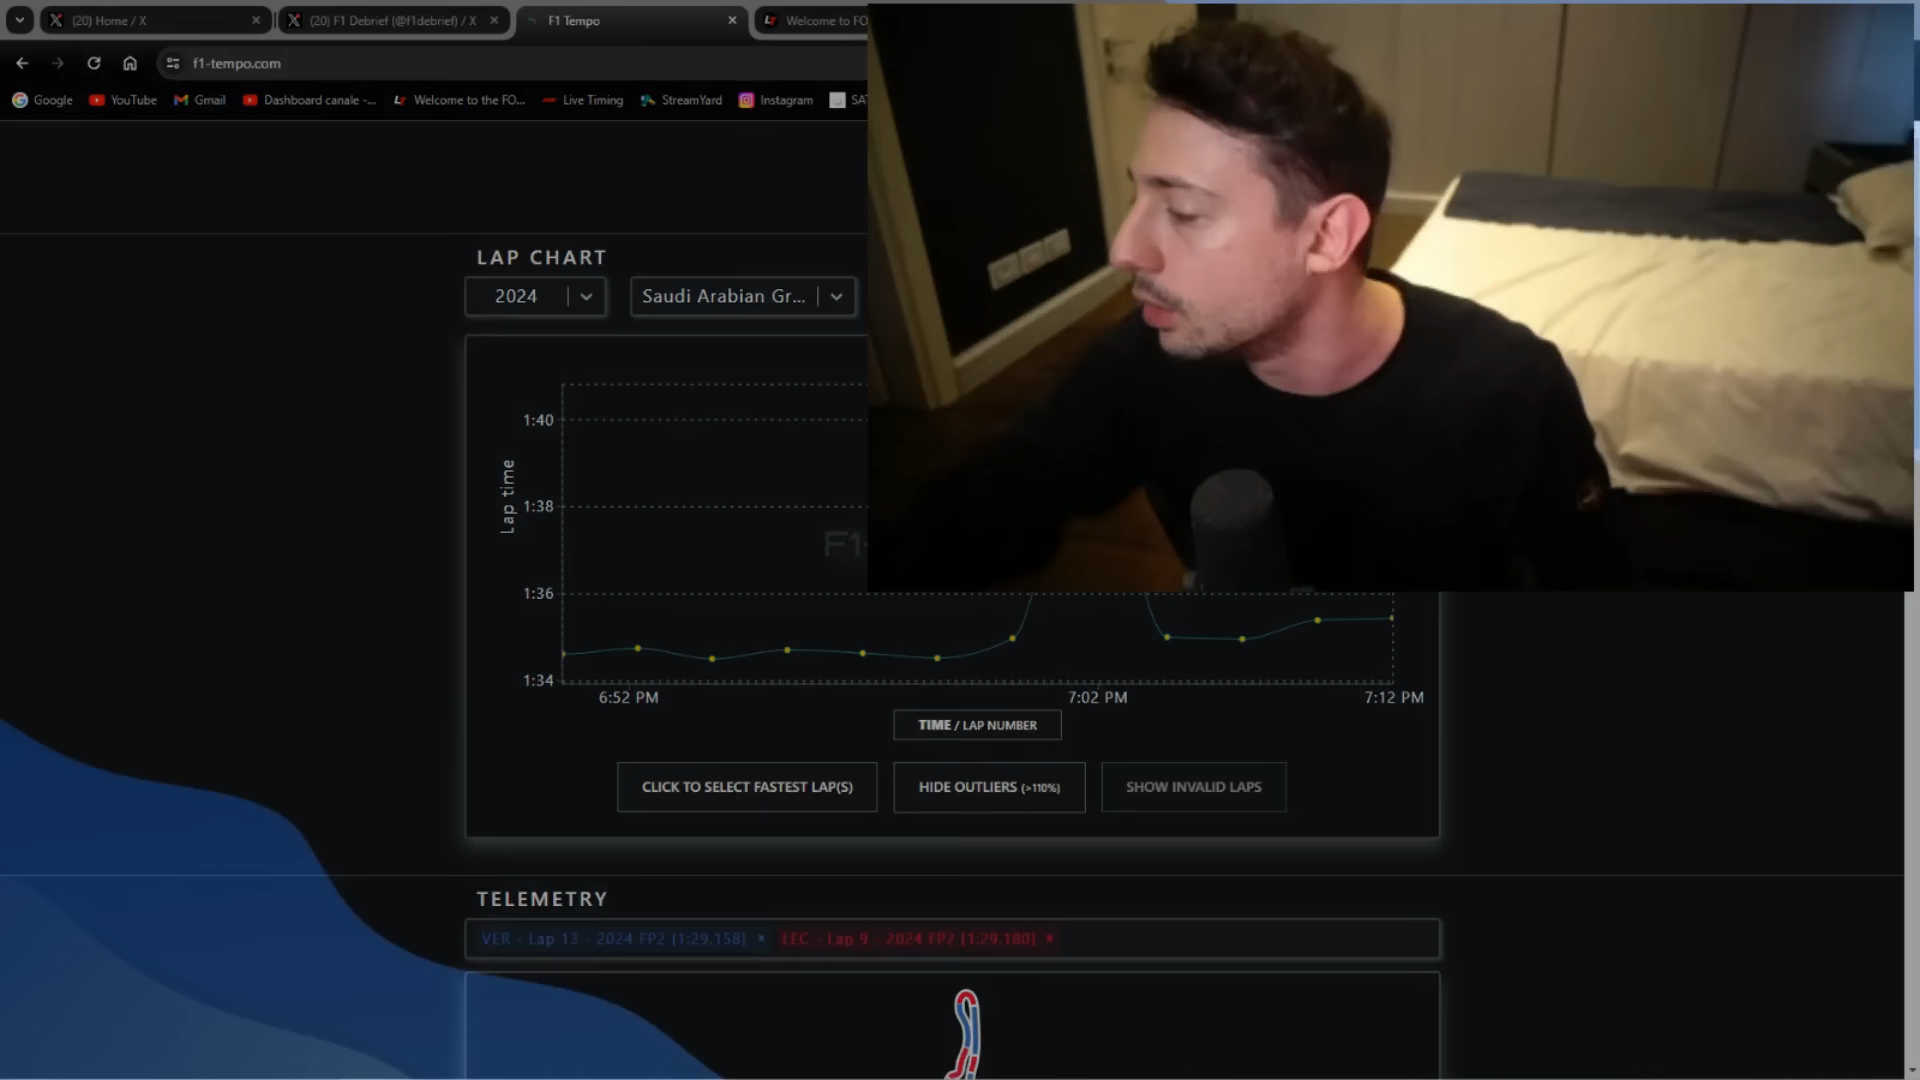 (20) Home / X
(20) F1 Debrief (@f1debrief) / X
F1 Tempo
Welcome to FO
f1-tempo.com
Google
YouTube
Gmail
Dashboard canale -...
Welcome to the FO...
Live Timing
StreamYard
Instagram
SAT
LAP CHART
2024
Saudi Arabian Gr...
Lap time
1:40
1:38
1:36
1:34
F1-
6:52 PM
7:02 PM
7:12 PM
TIME / LAP NUMBER
CLICK TO SELECT FASTEST LAP(S)
HIDE OUTLIERS (>110%)
SHOW INVALID LAPS
TELEMETRY
VER - Lap 13 - 2024 FP2 [1:29.158] × LEC - Lap 9 - 2024 FP2 [1:29.180] ×